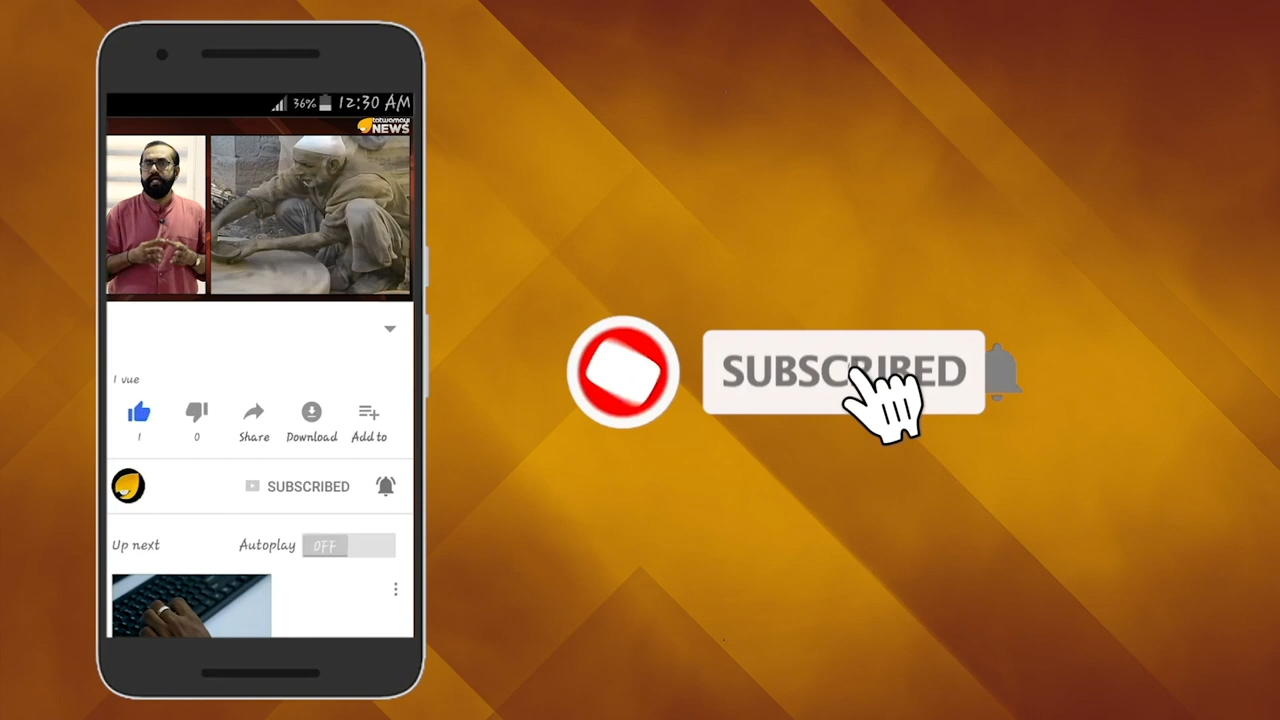 36% 12:30 AM
tatwamayi
NEWS
1 vue
1 0 Share Download Add to
SUBSCRIBED
Up next Autoplay OFF
SUBSCRIBED